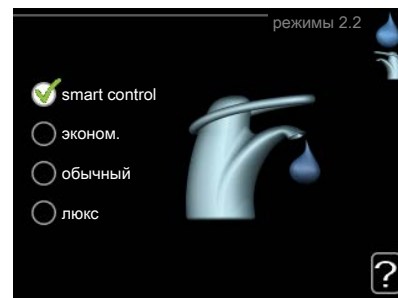 режимы 2.2
smart control
эконом.
обычный
люкс
?